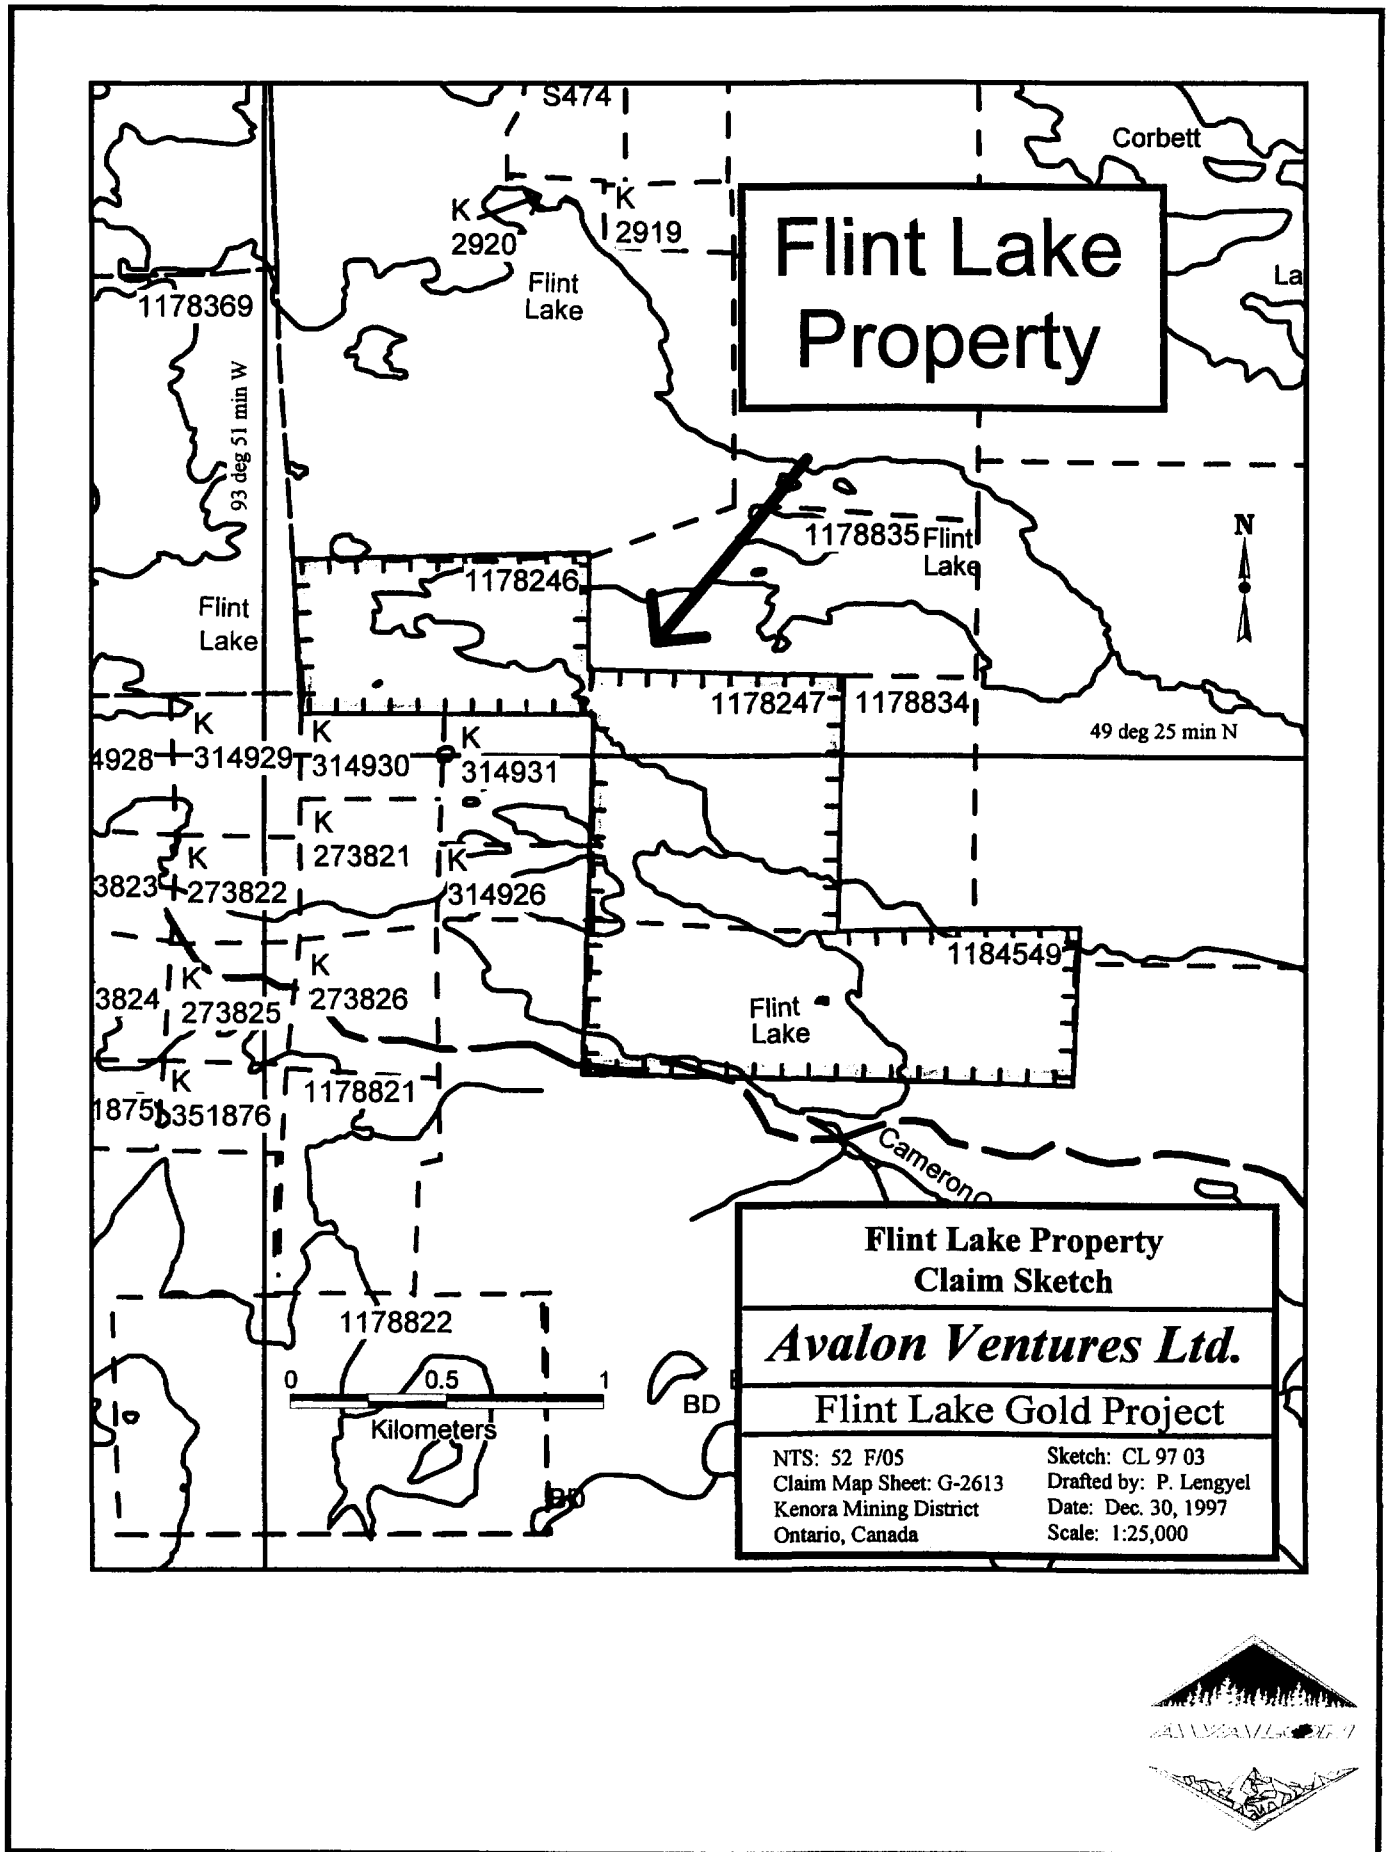 S474
Corbett
K
2920
K
2919
Flint Lake
Property
Flint
Lake
La
1178369
93 deg 51 min W
1178835
Flint
Lake
N
1178246
Flint
Lake
1178247
1178834
49 deg 25 min N
4928
K
314929
K
314930
K
314931
K
273821
3823
K
273822
K
314926
1184549
3824
K
273825
K
273826
Flint
Lake
1875
K
351876
1178821
Cameron
1178822
0 0.5 1
Kilometers
BD
BD
Flint Lake Property
Claim Sketch
Avalon Ventures Ltd.
Flint Lake Gold Project
NTS: 52 F/05
Claim Map Sheet: G-2613
Kenora Mining District
Ontario, Canada
Sketch: CL 97 03
Drafted by: P. Lengyel
Date: Dec. 30, 1997
Scale: 1:25,000